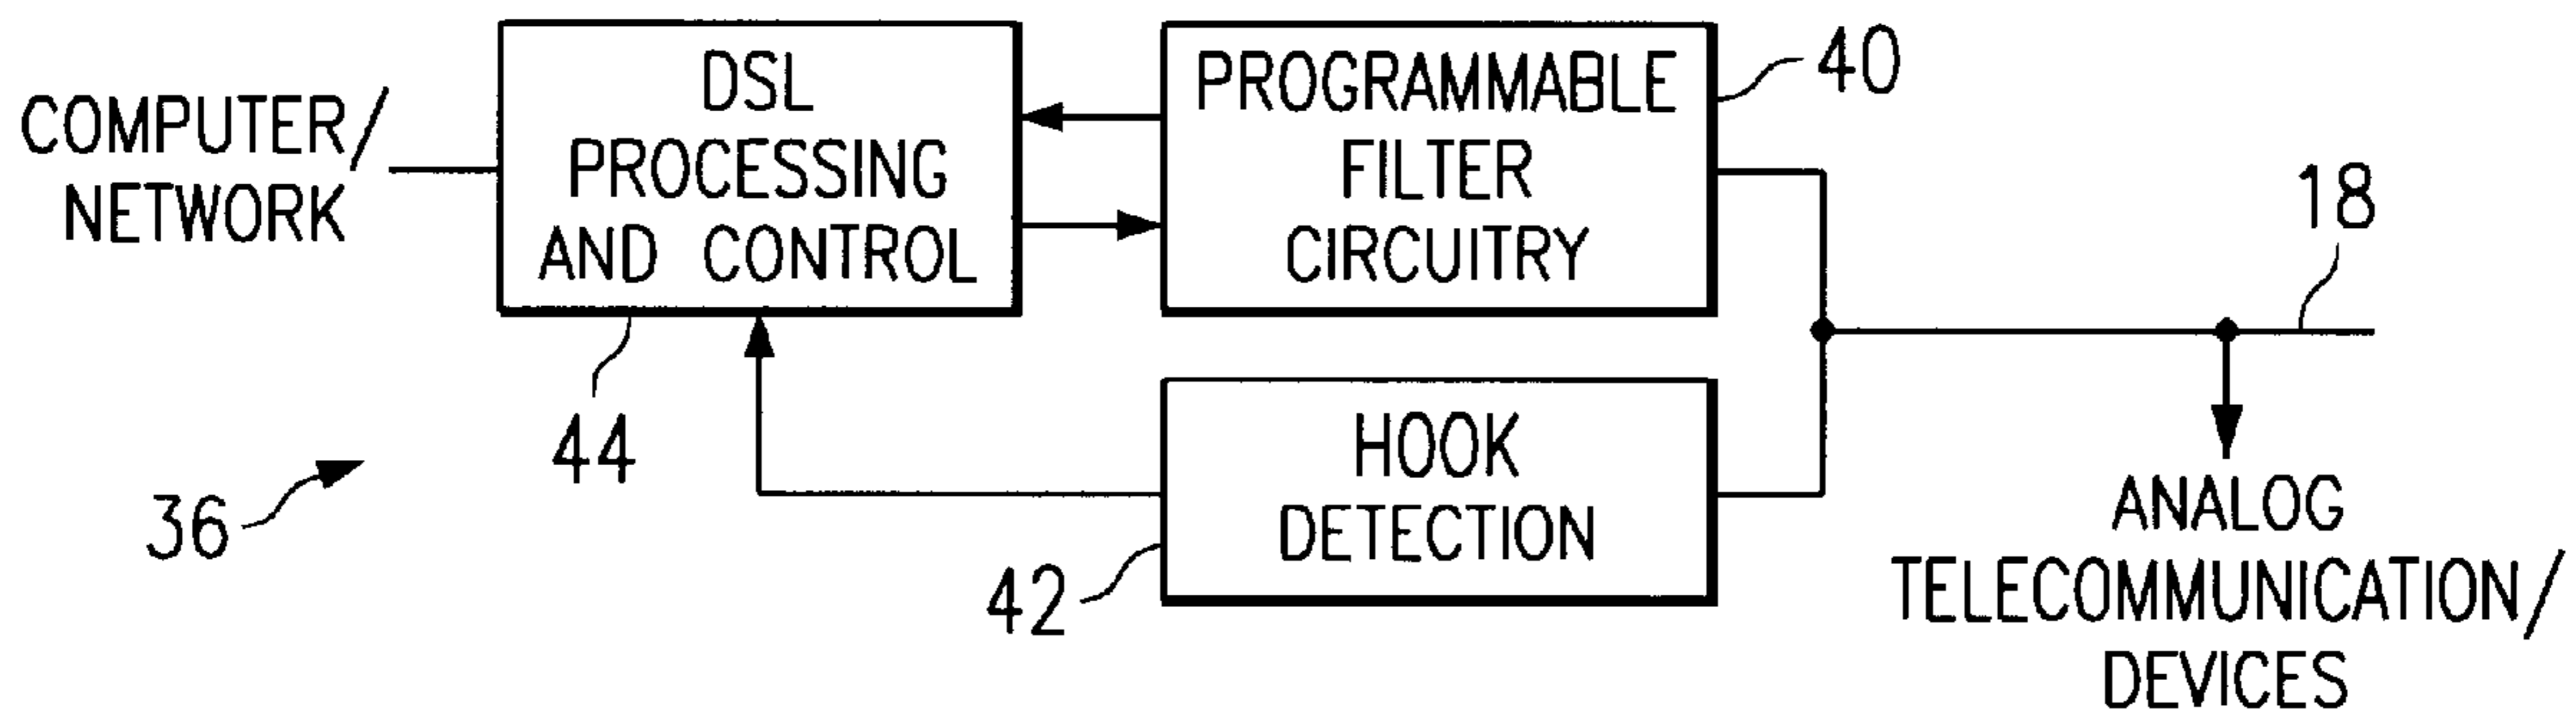 COMPUTER/
NETWORK
DSL
PROCESSING
AND CONTROL
44
PROGRAMMABLE
FILTER
CIRCUITRY
40
HOOK
DETECTION
42
18
ANALOG
TELECOMMUNICATION/
DEVICES
36